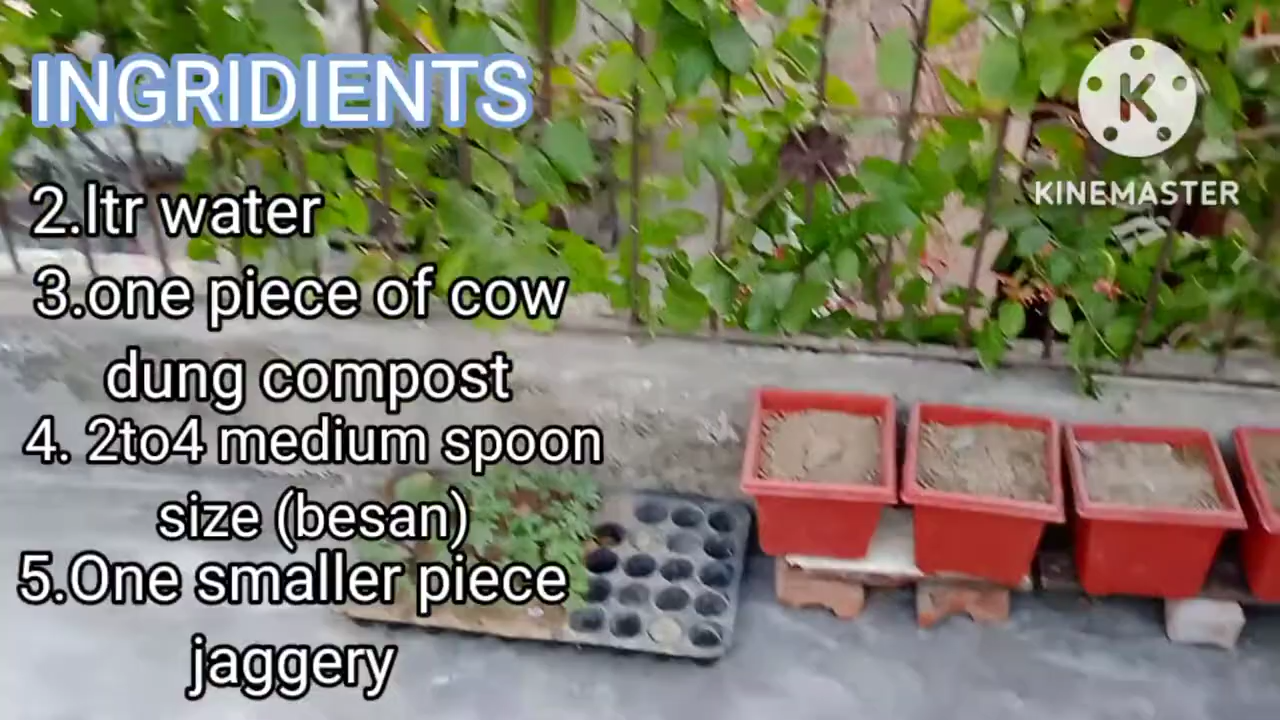 INGRIDIENTS
2.ltr water
3.one piece of cow
dung compost
4. 2to4 medium spoon
size (besan)
5.One smaller piece
jaggery
K
KINEMASTER